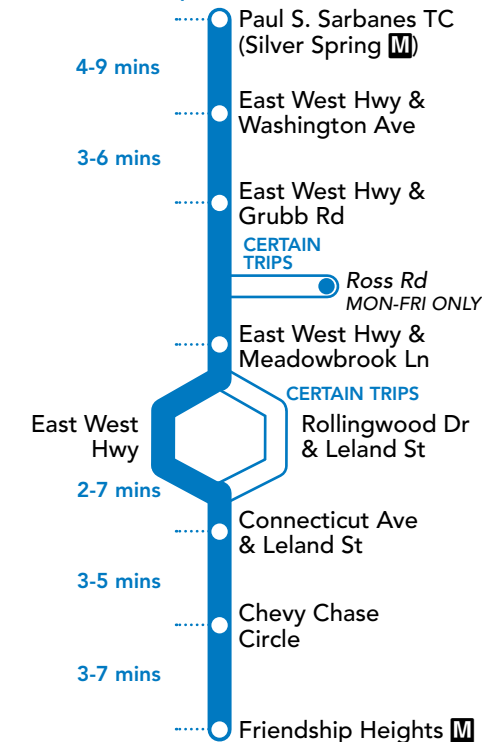 Paul S. Sarbanes TC
(Silver Spring M)
4-9 mins
East West Hwy &
Washington Ave
3-6 mins
East West Hwy &
Grubb Rd
CERTAIN
TRIPS
Ross Rd
MON-FRI ONLY
East West Hwy &
Meadowbrook Ln
CERTAIN TRIPS
East West
Hwy
Rollingwood Dr
& Leland St
2-7 mins
Connecticut Ave
& Leland St
3-5 mins
Chevy Chase
Circle
3-7 mins
Friendship Heights M